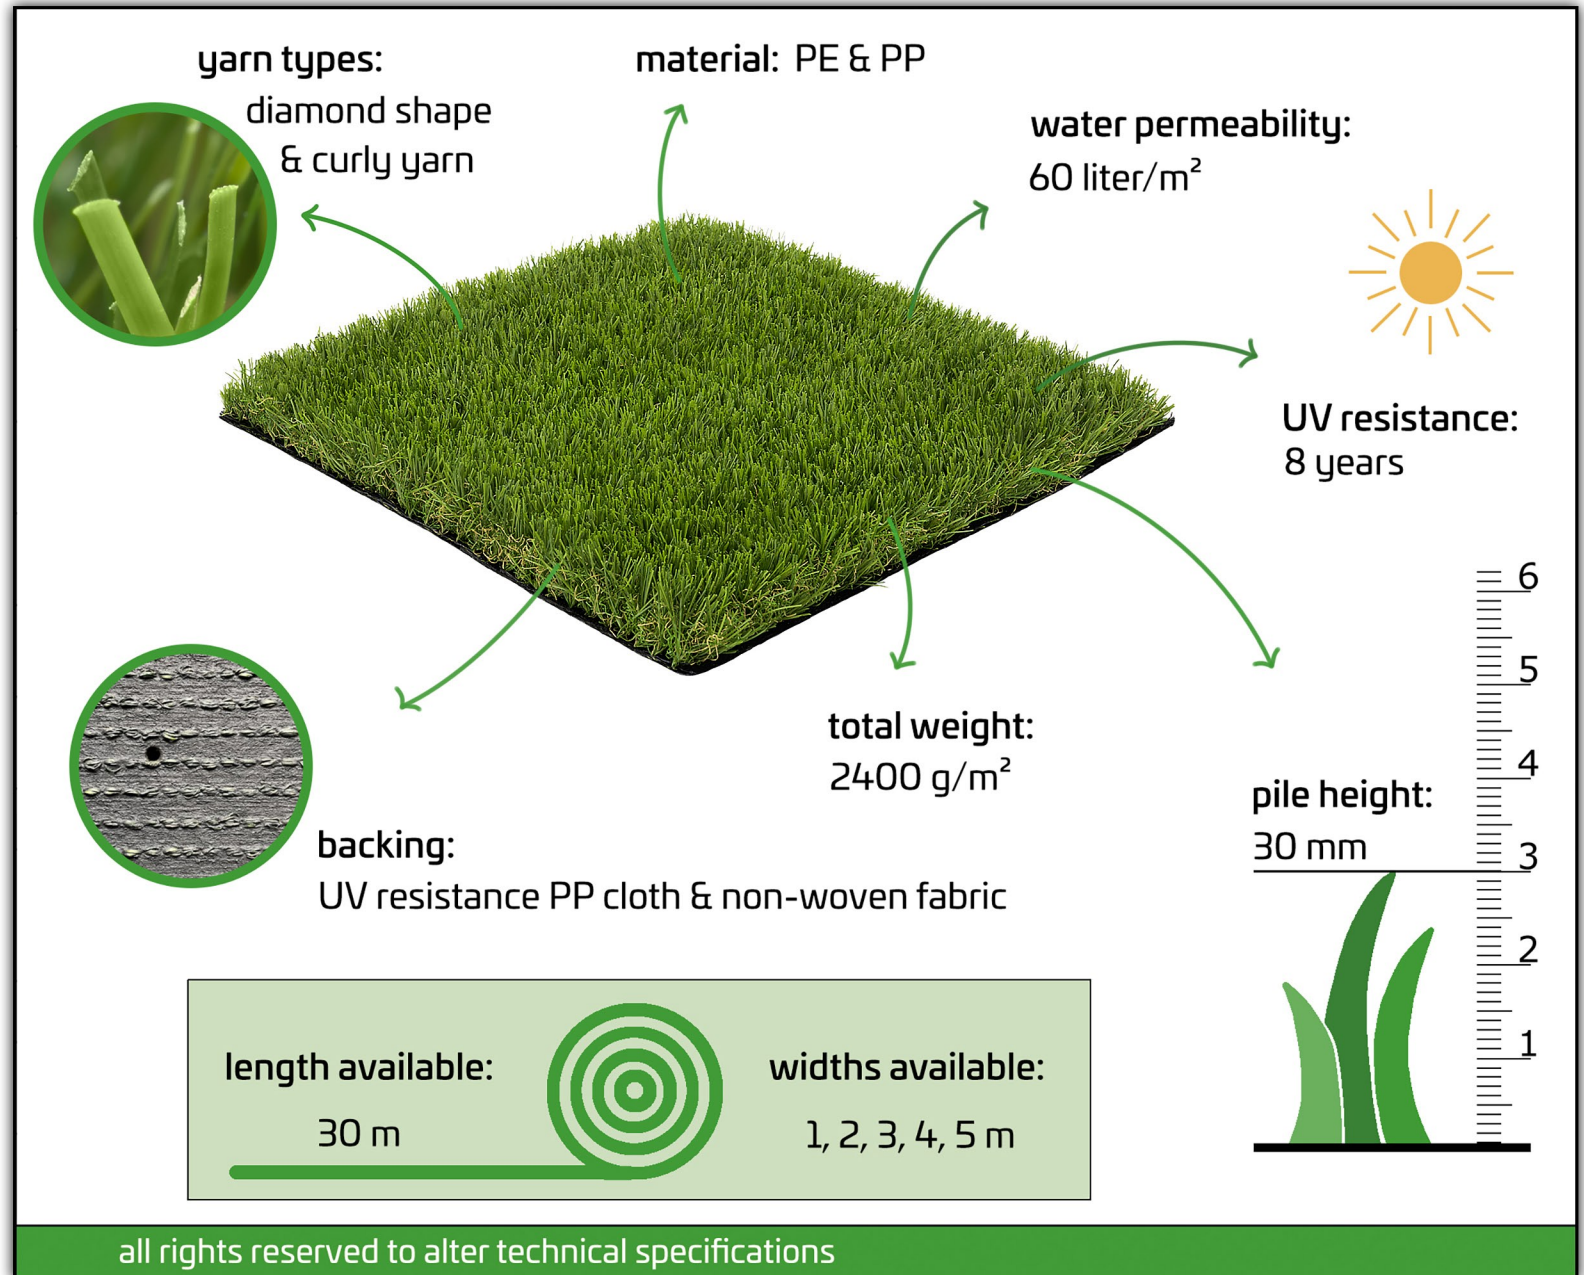 yarn types:
diamond shape
& curly yarn
material: PE & PP
water permeability:
60 liter/m²
UV resistance:
8 years
total weight:
2400 g/m²
pile height:
30 mm
6
5
4
3
2
1
backing:
UV resistance PP cloth & non-woven fabric
length available:
30 m
widths available:
1, 2, 3, 4, 5 m
all rights reserved to alter technical specifications